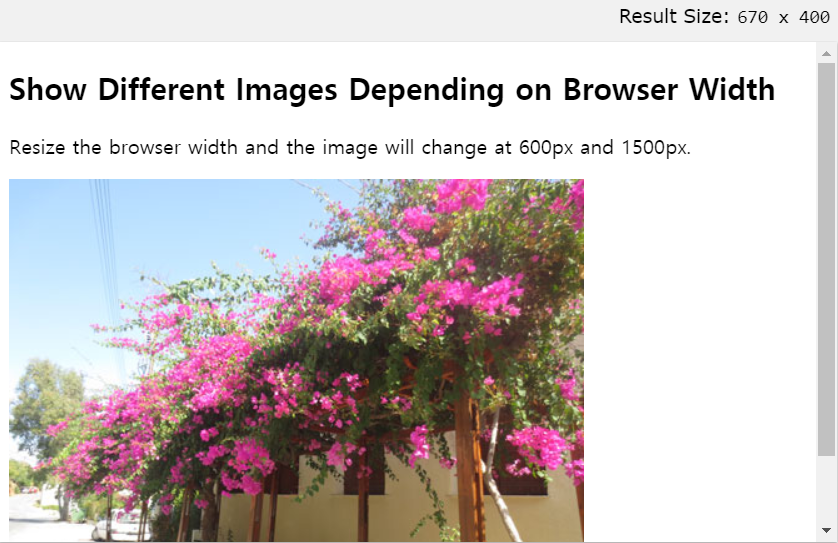 Result Size: 670 x 400
Show Different Images Depending on Browser Width
Resize the browser width and the image will change at 600px and 1500px.